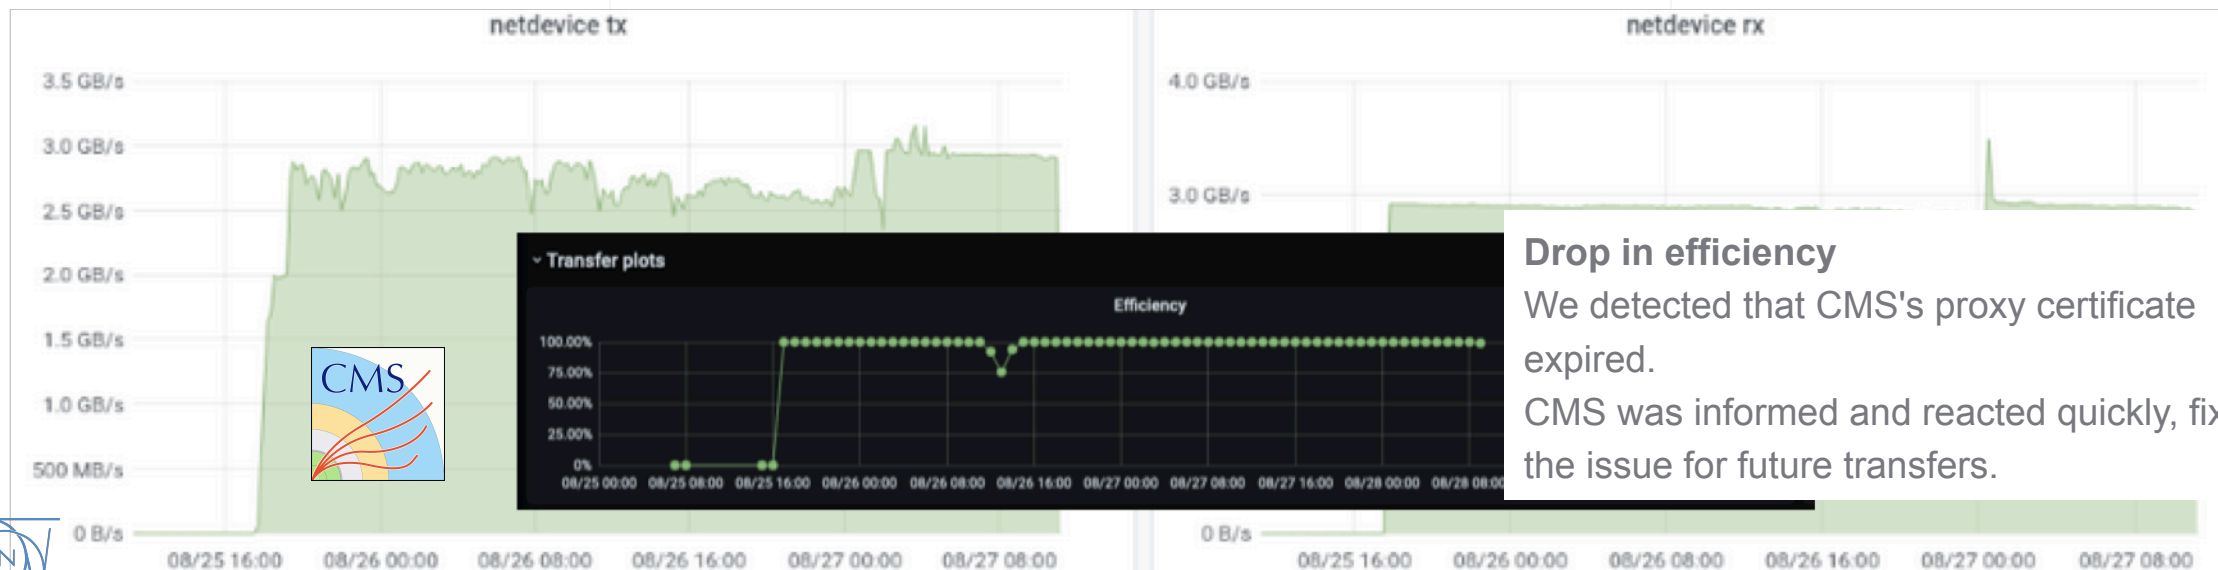 netdevice tx
3.5 GB/s
3.0 GB/s
2.5 GB/s
2.0 GB/s
1.5 GB/s
1.0 GB/s
500 MB/s
0 B/s
08/25 16:00 08/26 00:00 08/26 08:00 08/26 16:00 08/27 00:00 08/27 08:00
CMS
N
Transfer plots
Efficiency
100.00%
75.00%
50.00%
25.00%
0%
08/25 00:00 08/25 08:00 08/25 16:00 08/26 00:00 08/26 08:00 08/26 16:00 08/27 00:00 08/27 08:00 08/27 16:00 08/28 00:00 08/28 08:00
netdevice rx
4.0 GB/s
3.0 GB/s
0 B/s
08/25 16:00 08/26 00:00 08/26 08:00 08/26 16:00 08/27 00:00 08/27 08:00
Drop in efficiency
We detected that CMS's proxy certificate
expired.
CMS was informed and reacted quickly, fix
the issue for future transfers.